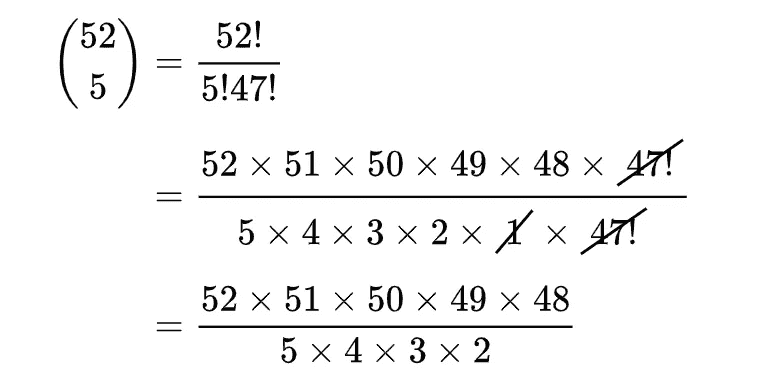 \binom{52}{5} = \frac{52!}{5!47!}
= \frac{52 \times 51 \times 50 \times 49 \times 48 \times \cancel{47!}}{5 \times 4 \times 3 \times 2 \times \cancel{1} \times \cancel{47!}}
= \frac{52 \times 51 \times 50 \times 49 \times 48}{5 \times 4 \times 3 \times 2}